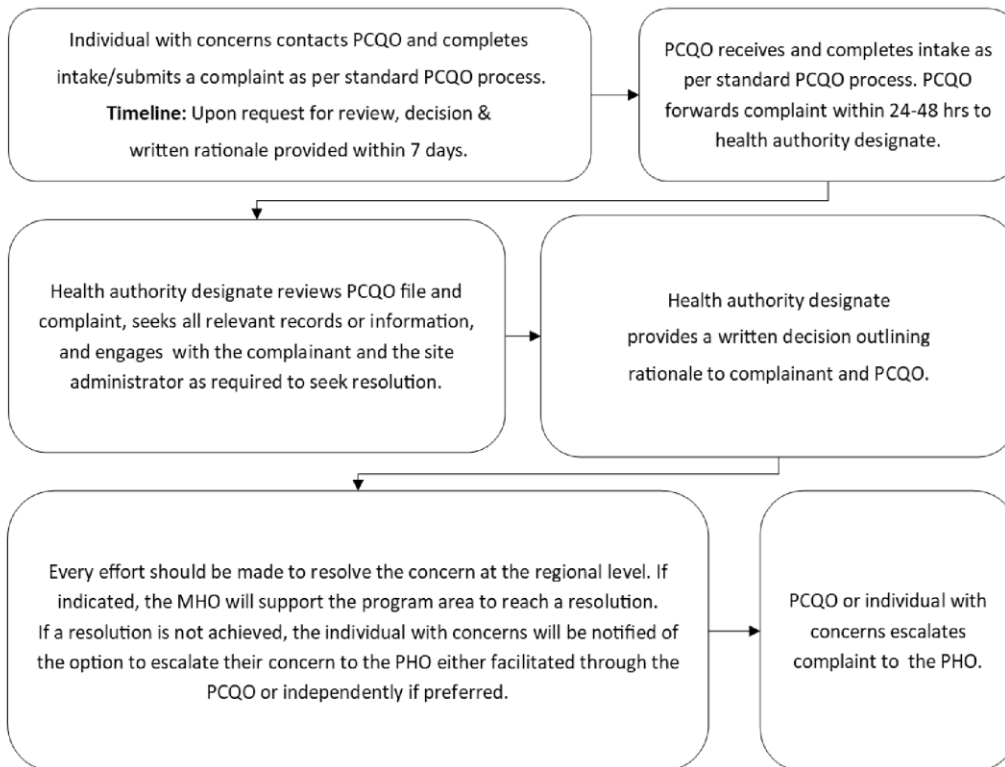 Individual with concerns contacts PCQO and completes
intake/submits a complaint as per standard PCQO process.
Timeline: Upon request for review, decision &
written rationale provided within 7 days.
PCQO receives and completes intake as
per standard PCQO process. PCQO
forwards complaint within 24-48 hrs to
health authority designate.
Health authority designate reviews PCQO file and
complaint, seeks all relevant records or information,
and engages with the complainant and the site
administrator as required to seek resolution.
Health authority designate
provides a written decision outlining
rationale to complainant and PCQO.
Every effort should be made to resolve the concern at the regional level. If
indicated, the MHO will support the program area to reach a resolution.
If a resolution is not achieved, the individual with concerns will be notified of
the option to escalate their concern to the PHO either facilitated through the
PCQO or independently if preferred.
PCQO or individual with
concerns escalates
complaint to the PHO.